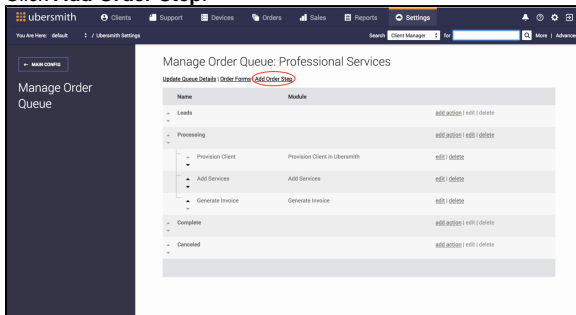 Click Add Order Step.
ubersmith Clients Support Devices Orders Sales Reports Settings
You Are Here: default / Ubersmith Settings Search Client Manager for More | Advanced
← MAIN CONFIG
Manage Order Queue
Manage Order Queue: Professional Services
Update Queue Details | Order Forms | Add Order Step
Name Module
Leads add action | edit | delete
Processing add action | edit | delete
Provision Client Provision Client in Ubersmith edit | delete
Add Services Add Services edit | delete
Generate Invoice Generate Invoice edit | delete
Complete add action | edit | delete
Canceled add action | edit | delete